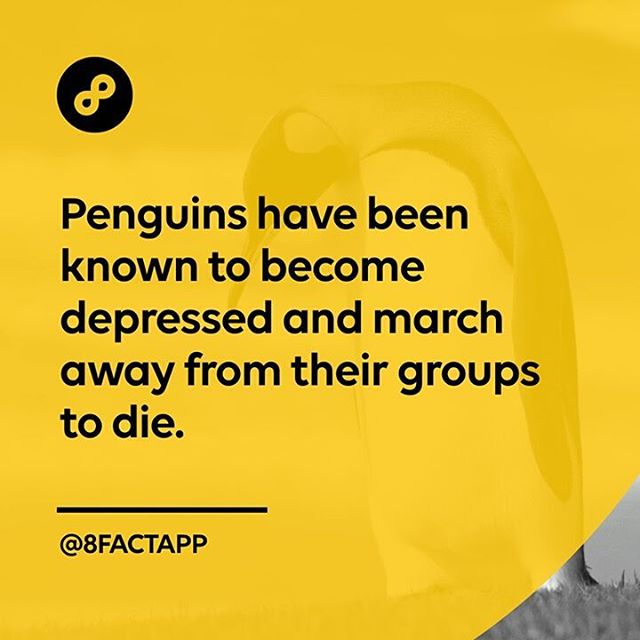 Penguins have been
known to become
depressed and march
away from their groups
to die.
@8FACTAPP